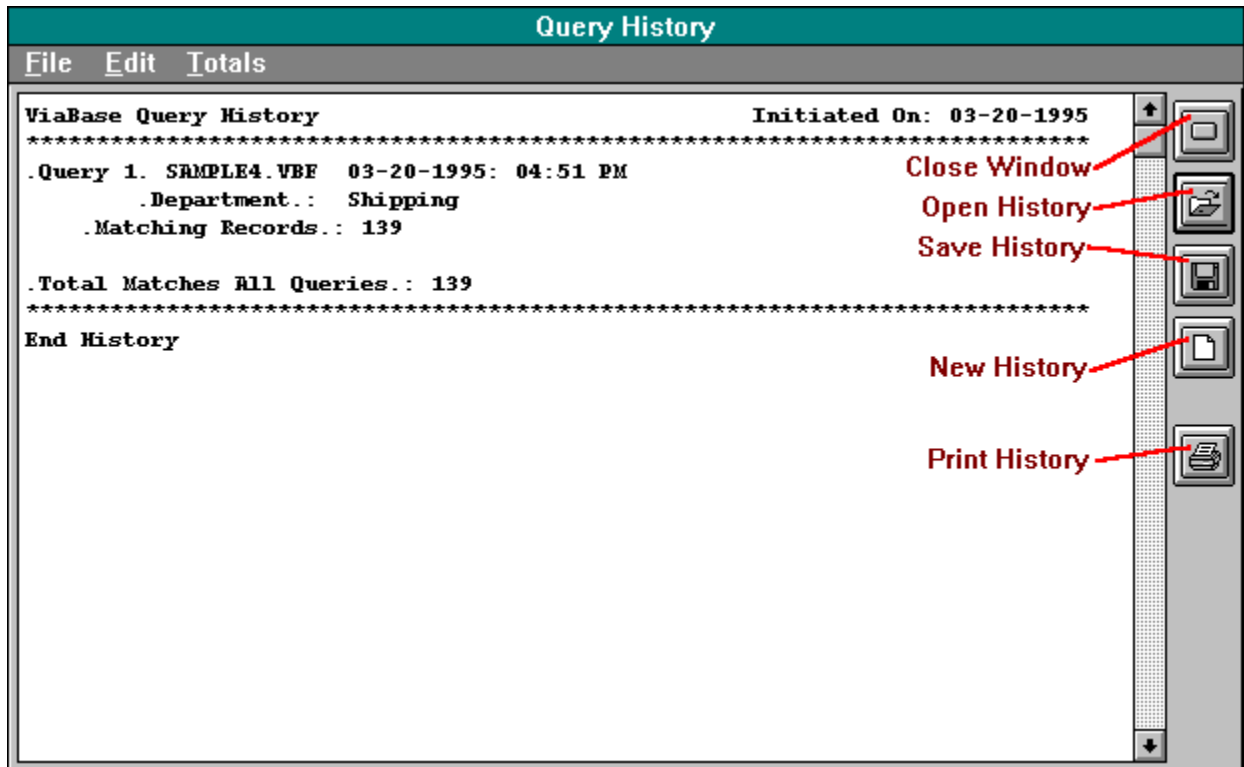 Query History
File Edit Totals
ViaBase Query History Initiated On: 03-20-1995
****************************************************************************
.Query 1. SAMPLE4.VBF 03-20-1995: 04:51 PM
.Department.: Shipping
.Matching Records.: 139
.Total Matches All Queries.: 139
****************************************************************************
End History
Close Window
Open History
Save History
New History
Print History